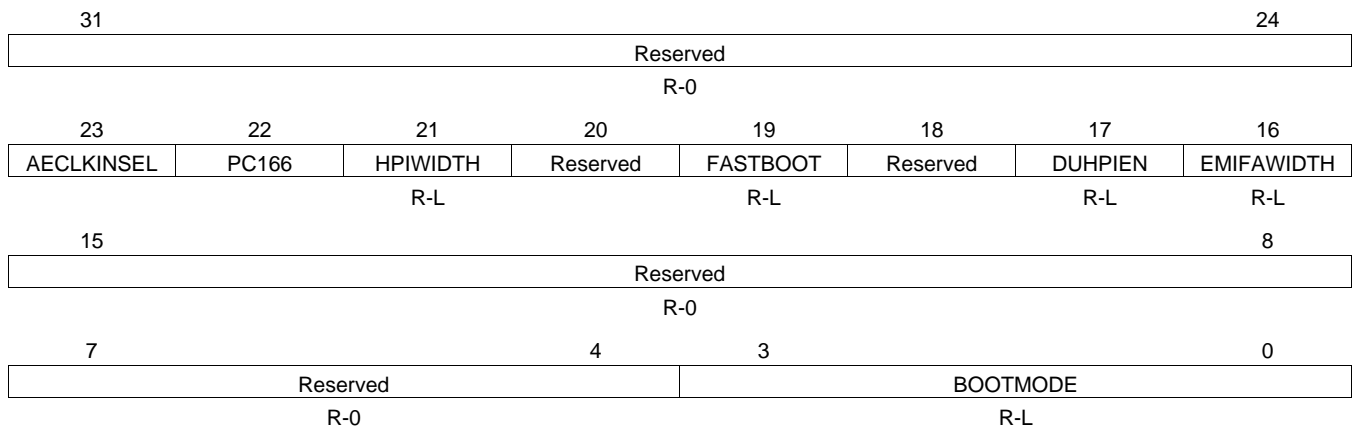 31 24
Reserved
R-0
23 22 21 20 19 18 17 16
AECLKINSEL PC166 HPIWIDTH Reserved FASTBOOT Reserved DUHPIEN EMIFAWIDTH
R-L R-L R-L R-L
15 8
Reserved
R-0
7 4 3 0
Reserved BOOTMODE
R-0 R-L